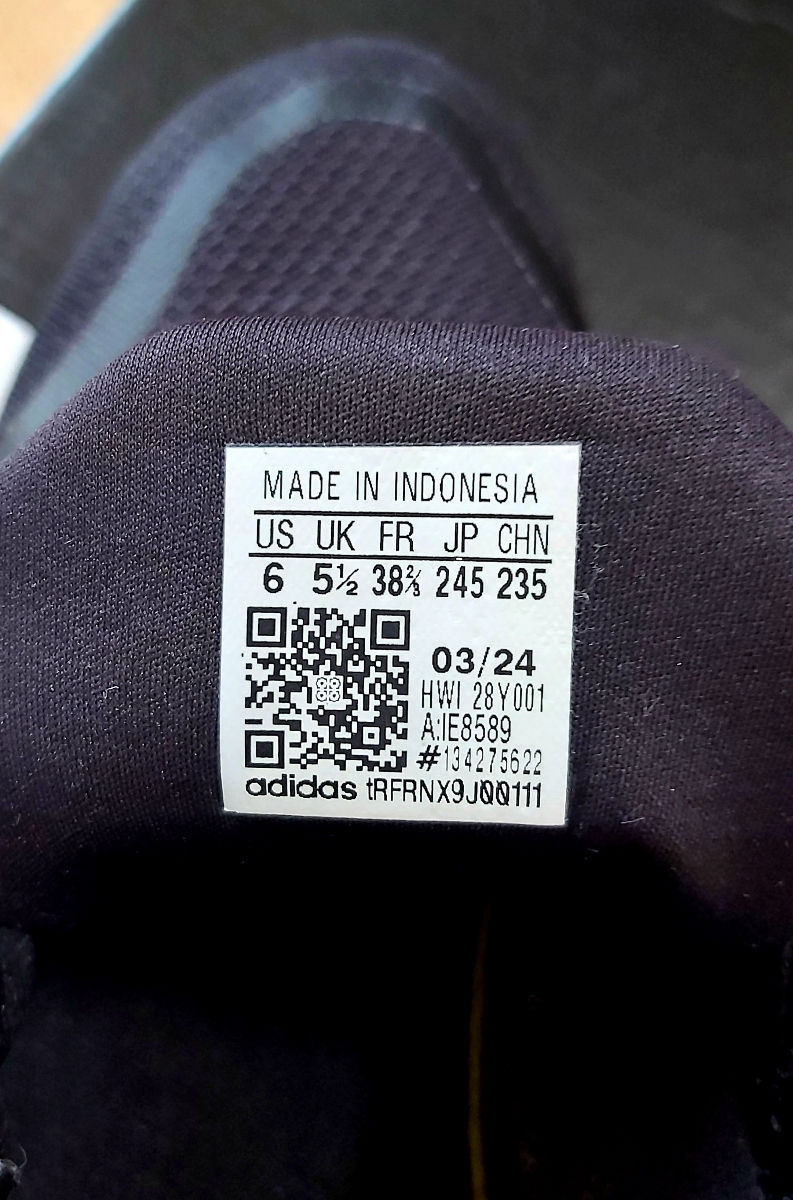 MADE IN INDONESIA
US UK FR JP CHN
6 5½ 38⅔ 245 235
03/24
HWI 28Y001
A:IE8589
#134275622
adidas tRFRNX9J00111